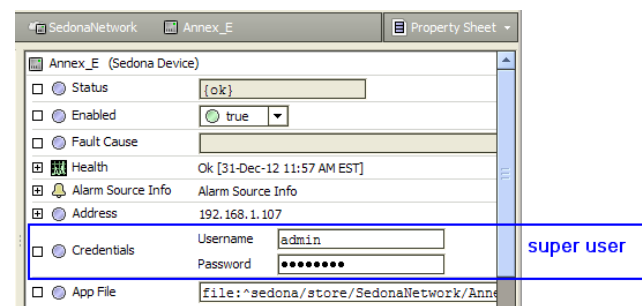 SedonaNetwork Annex_E Property Sheet
Annex_E (Sedona Device)
Status {ok}
Enabled true
Fault Cause
Health Ok [31-Dec-12 11:57 AM EST]
Alarm Source Info Alarm Source Info
Address 192.168.1.107
Credentials Username admin
Password ●●●●●●●●
super user
App File file:^sedona/store/SedonaNetwork/Anne